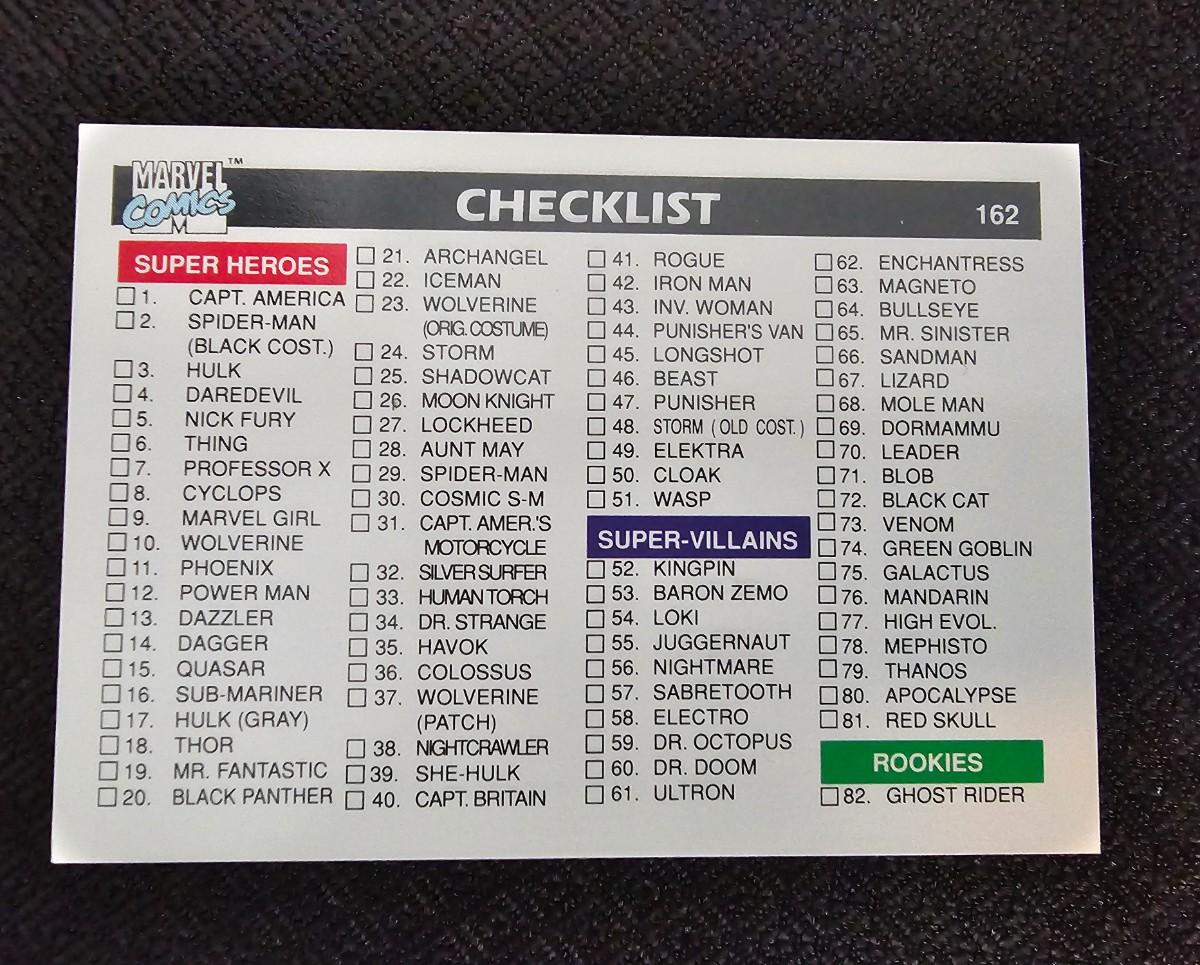 MARVEL™
COMICS
M
CHECKLIST
162
SUPER HEROES
1. CAPT. AMERICA
2. SPIDER-MAN
(BLACK COST.)
3. HULK
4. DAREDEVIL
5. NICK FURY
6. THING
7. PROFESSOR X
8. CYCLOPS
9. MARVEL GIRL
10. WOLVERINE
11. PHOENIX
12. POWER MAN
13. DAZZLER
14. DAGGER
15. QUASAR
16. SUB-MARINER
17. HULK (GRAY)
18. THOR
19. MR. FANTASTIC
20. BLACK PANTHER
21. ARCHANGEL
22. ICEMAN
23. WOLVERINE
(ORIG. COSTUME)
24. STORM
25. SHADOWCAT
26. MOON KNIGHT
27. LOCKHEED
28. AUNT MAY
29. SPIDER-MAN
30. COSMIC S-M
31. CAPT. AMER.'S
MOTORCYCLE
32. SILVER SURFER
33. HUMAN TORCH
34. DR. STRANGE
35. HAVOK
36. COLOSSUS
37. WOLVERINE
(PATCH)
38. NIGHTCRAWLER
39. SHE-HULK
40. CAPT. BRITAIN
41. ROGUE
42. IRON MAN
43. INV. WOMAN
44. PUNISHER'S VAN
45. LONGSHOT
46. BEAST
47. PUNISHER
48. STORM ( OLD COST. )
49. ELEKTRA
50. CLOAK
51. WASP
SUPER-VILLAINS
52. KINGPIN
53. BARON ZEMO
54. LOKI
55. JUGGERNAUT
56. NIGHTMARE
57. SABRETOOTH
58. ELECTRO
59. DR. OCTOPUS
60. DR. DOOM
61. ULTRON
62. ENCHANTRESS
63. MAGNETO
64. BULLSEYE
65. MR. SINISTER
66. SANDMAN
67. LIZARD
68. MOLE MAN
69. DORMAMMU
70. LEADER
71. BLOB
72. BLACK CAT
73. VENOM
74. GREEN GOBLIN
75. GALACTUS
76. MANDARIN
77. HIGH EVOL.
78. MEPHISTO
79. THANOS
80. APOCALYPSE
81. RED SKULL
ROOKIES
82. GHOST RIDER